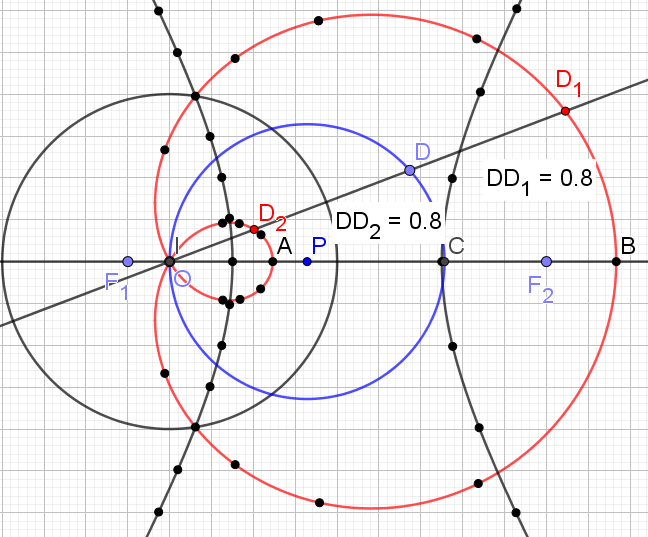 D₁
D
DD₁ = 0.8
D₂
DD₂ = 0.8
I
A
P
C
B
F₁
O
F₂